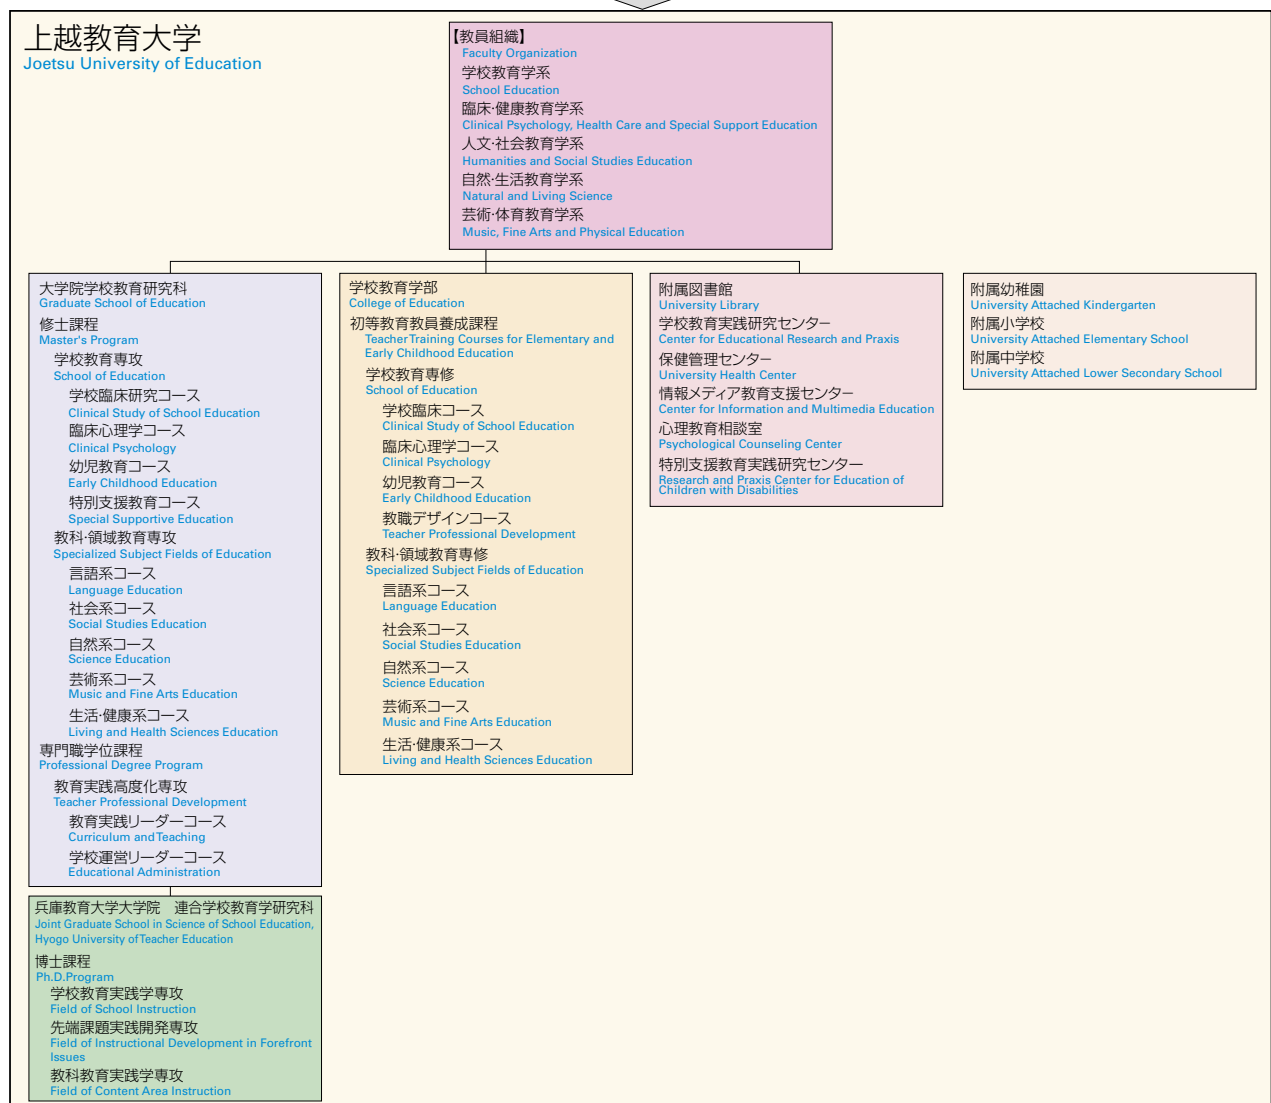 上越教育大学
Joetsu University of Education
【教員組織】
Faculty Organization
学校教育学系
School Education
臨床・健康教育学系
Clinical Psychology, Health Care and Special Support Education
人文・社会教育学系
Humanities and Social Studies Education
自然・生活教育学系
Natural and Living Science
芸術・体育教育学系
Music, Fine Arts and Physical Education
大学院学校教育研究科
Graduate School of Education
修士課程
Master's Program
学校教育専攻
School of Education
学校臨床研究コース
Clinical Study of School Education
臨床心理学コース
Clinical Psychology
幼児教育コース
Early Childhood Education
特別支援教育コース
Special Supportive Education
教科・領域教育専攻
Specialized Subject Fields of Education
言語系コース
Language Education
社会系コース
Social Studies Education
自然系コース
Science Education
芸術系コース
Music and Fine Arts Education
生活・健康系コース
Living and Health Sciences Education
専門職学位課程
Professional Degree Program
教育実践高度化専攻
Teacher Professional Development
教育実践リーダーコース
Curriculum and Teaching
学校運営リーダーコース
Educational Administration
兵庫教育大学大学院　連合学校教育学研究科
Joint Graduate School in Science of School Education,
Hyogo University of Teacher Education
博士課程
Ph.D.Program
学校教育実践学専攻
Field of School Instruction
先端課題実践開発専攻
Field of Instructional Development in Forefront
Issues
教科教育実践学専攻
Field of Content Area Instruction
学校教育学部
College of Education
初等教育教員養成課程
Teacher Training Courses for Elementary and
Early Childhood Education
学校教育専修
School of Education
学校臨床コース
Clinical Study of School Education
臨床心理学コース
Clinical Psychology
幼児教育コース
Early Childhood Education
教職デザインコース
Teacher Professional Development
教科・領域教育専修
Specialized Subject Fields of Education
言語系コース
Language Education
社会系コース
Social Studies Education
自然系コース
Science Education
芸術系コース
Music and Fine Arts Education
生活・健康系コース
Living and Health Sciences Education
附属図書館
University Library
学校教育実践研究センター
Center for Educational Research and Praxis
保健管理センター
University Health Center
情報メディア教育支援センター
Center for Information and Multimedia Education
心理教育相談室
Psychological Counseling Center
特別支援教育実践研究センター
Research and Praxis Center for Education of
Children with Disabilities
附属幼稚園
University Attached Kindergarten
附属小学校
University Attached Elementary School
附属中学校
University Attached Lower Secondary School